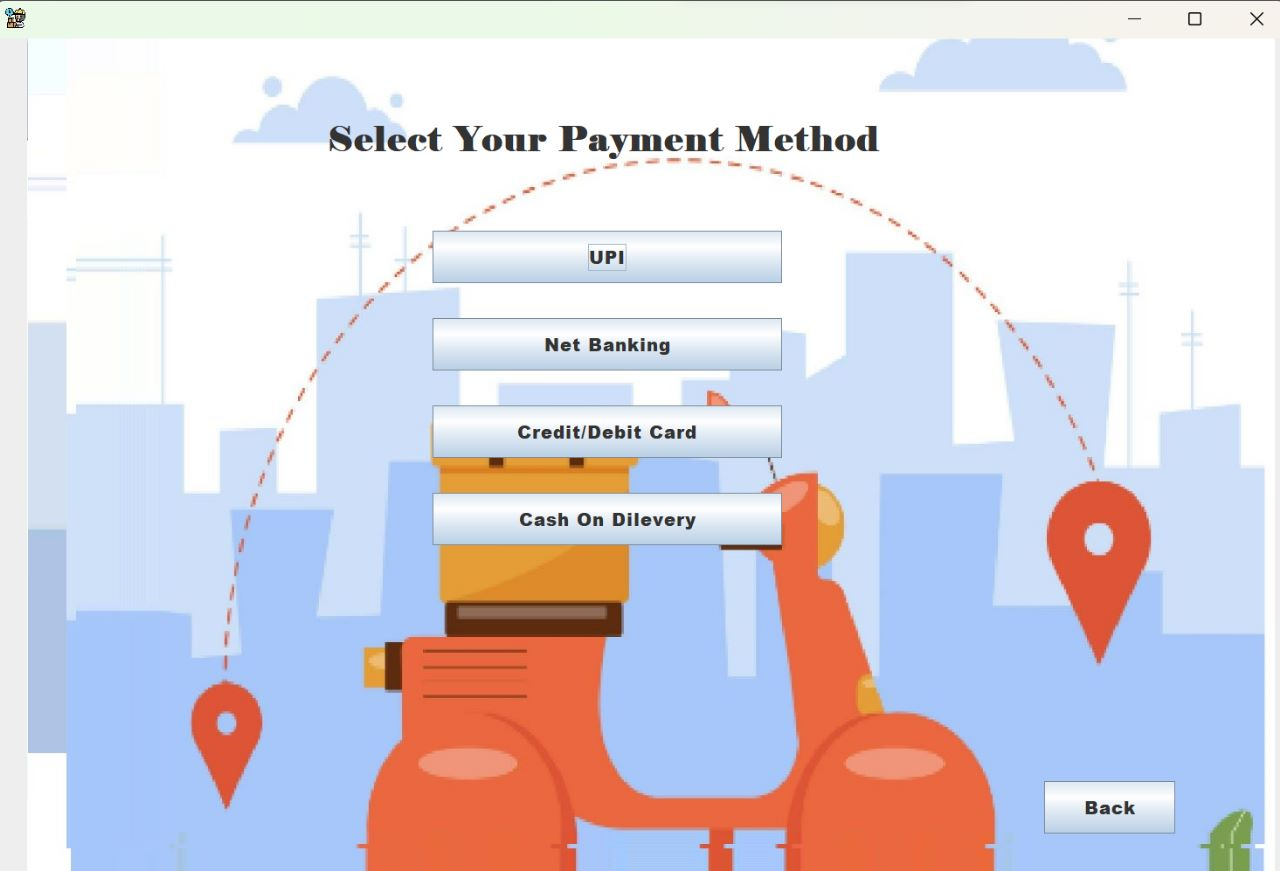 Select Your Payment Method
UPI
Net Banking
Credit/Debit Card
Cash On Dilevery
Back